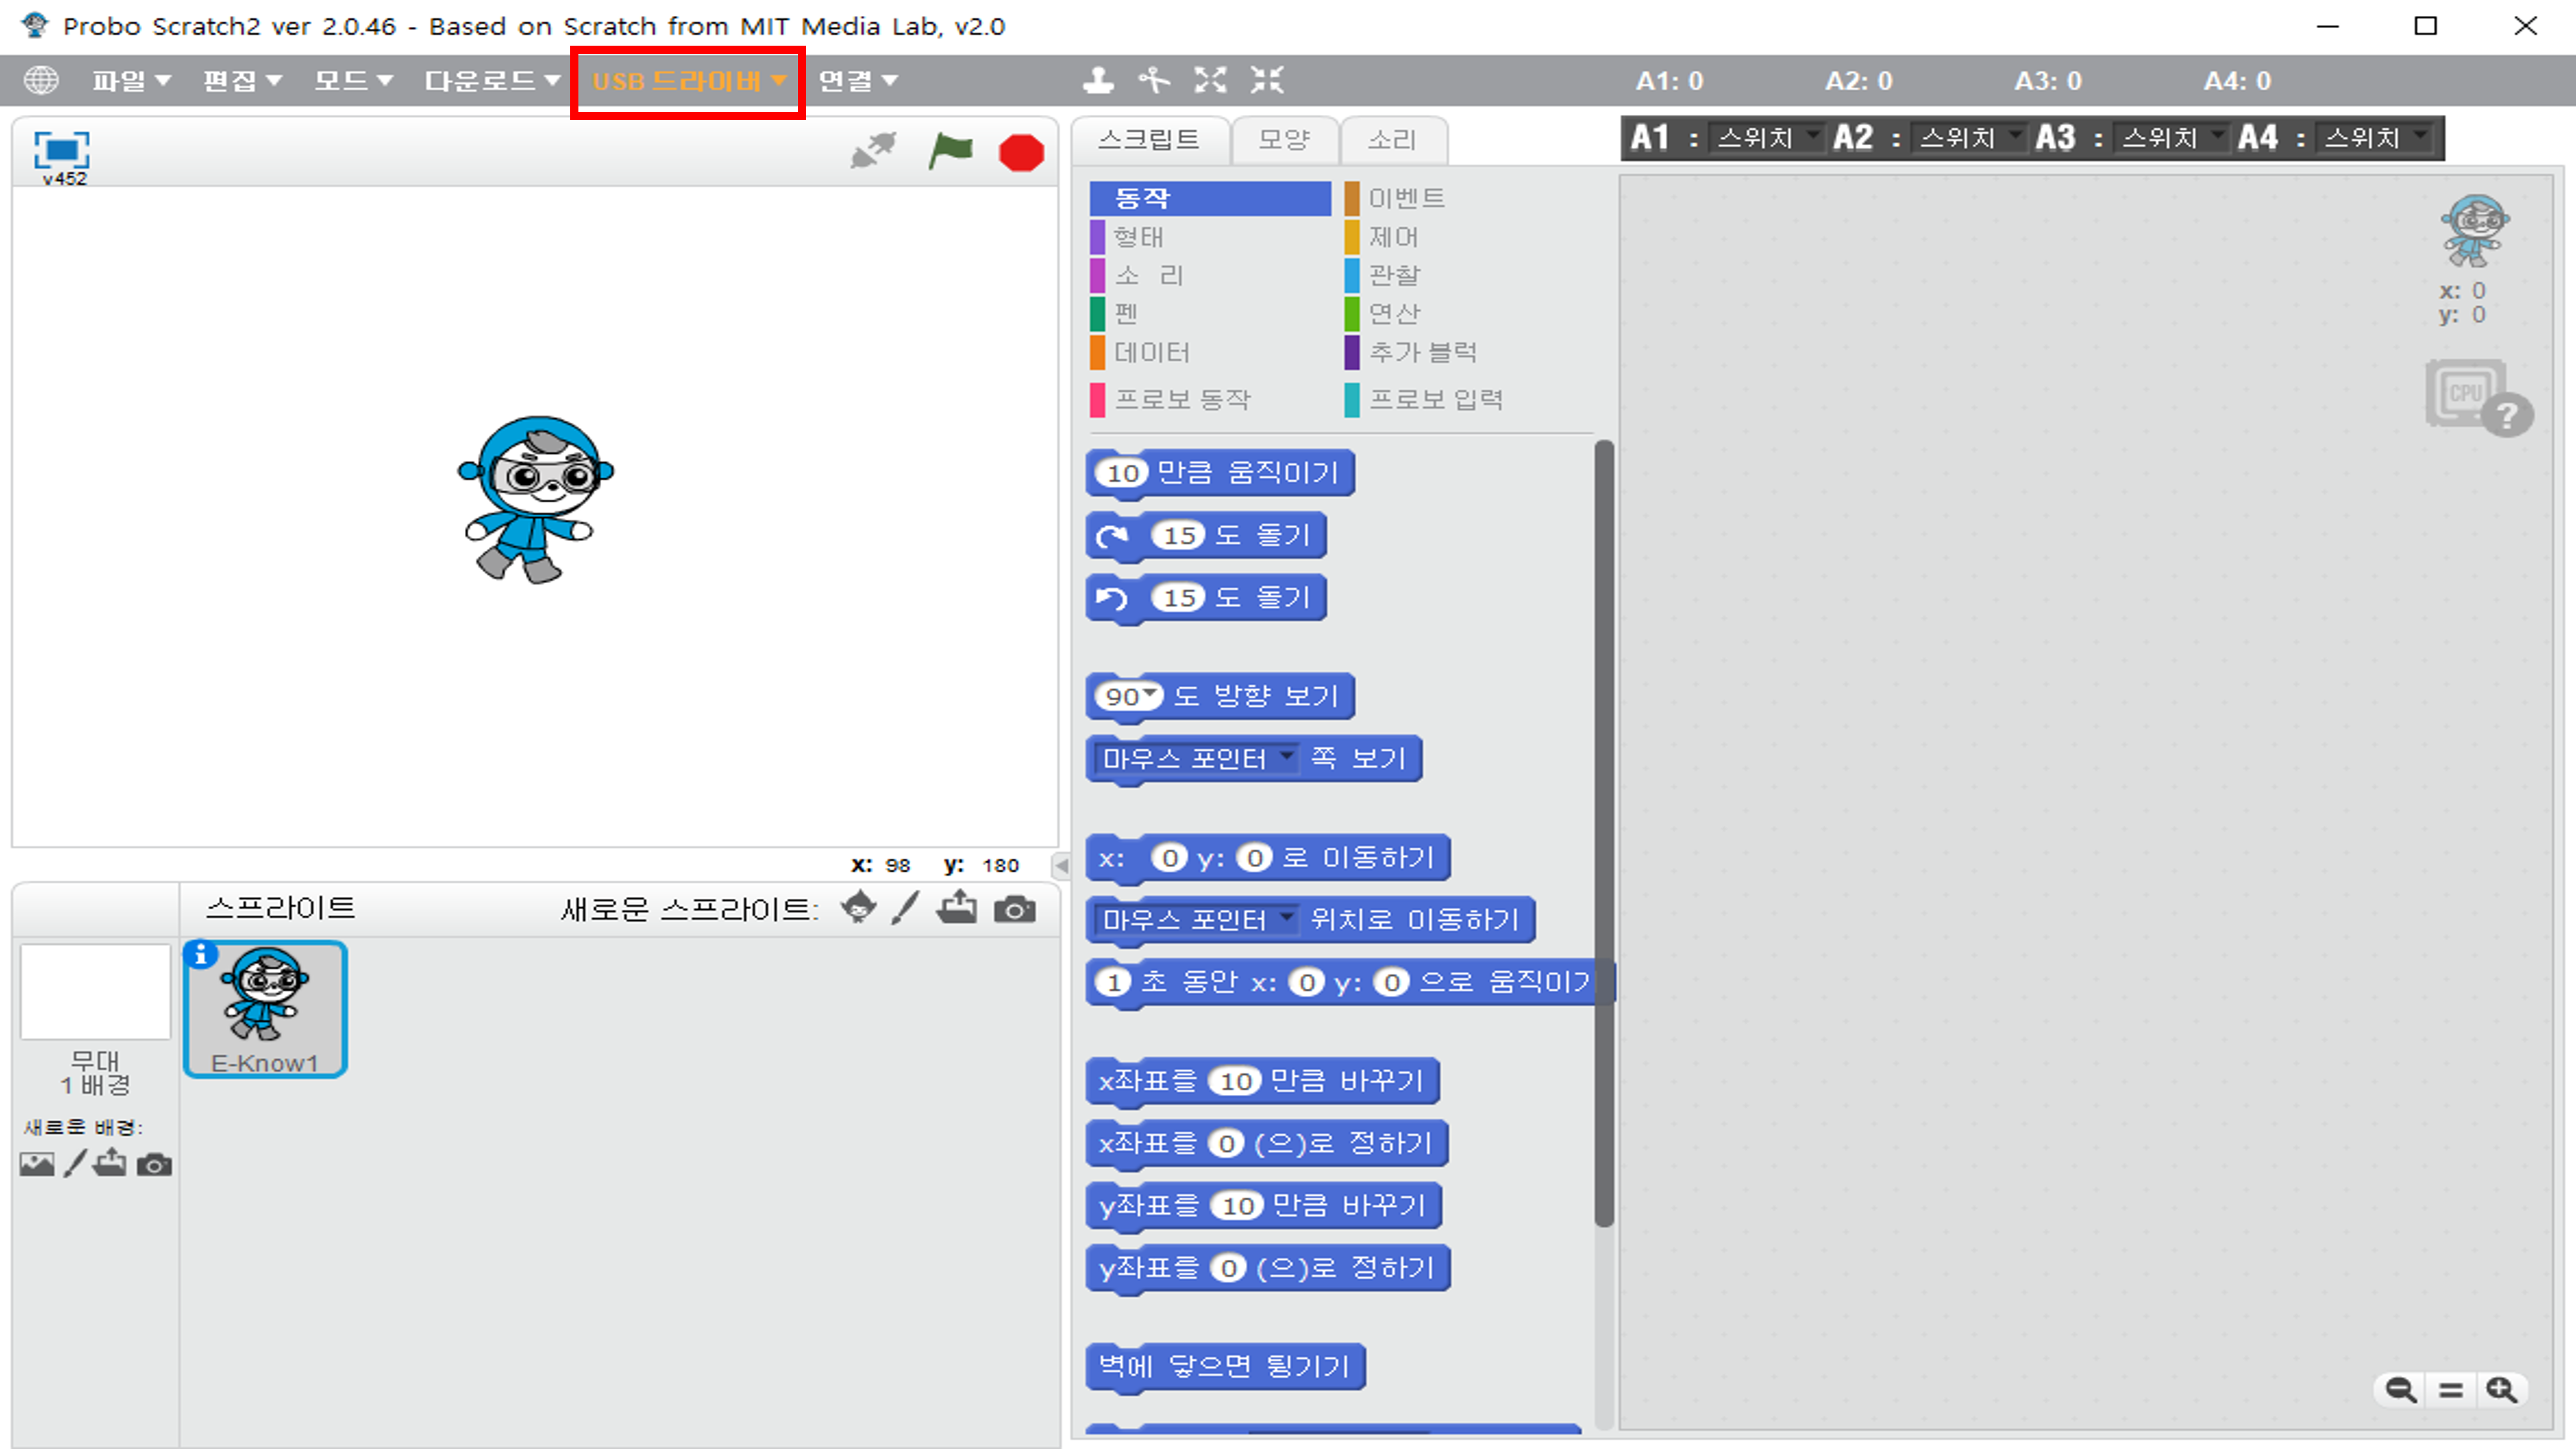 Probo Scratch2 ver 2.0.46 - Based on Scratch from MIT Media Lab, v2.0
파일 편집 모드 다운로드 USB 드라이버 연결 A1: 0 A2: 0 A3: 0 A4: 0
v452
스크립트 모양 소리
A1 : 스위치 A2 : 스위치 A3 : 스위치 A4 : 스위치
동작 이벤트
형태 제어
소 리 관찰
펜 연산
데이터 추가 블럭
프로보 동작 프로보 입력
10 만큼 움직이기
15 도 돌기
15 도 돌기
90 도 방향 보기
마우스 포인터 쪽 보기
x: 0 y: 0 로 이동하기
마우스 포인터 위치로 이동하기
1 초 동안 x: 0 y: 0 으로 움직이기
x좌표를 10 만큼 바꾸기
x좌표를 0 (으)로 정하기
y좌표를 10 만큼 바꾸기
y좌표를 0 (으)로 정하기
벽에 닿으면 튕기기
x: 0
y: 0
CPU ?
x: 98 y: 180
스프라이트 새로운 스프라이트:
E-Know1
무대
1 배경
새로운 배경: